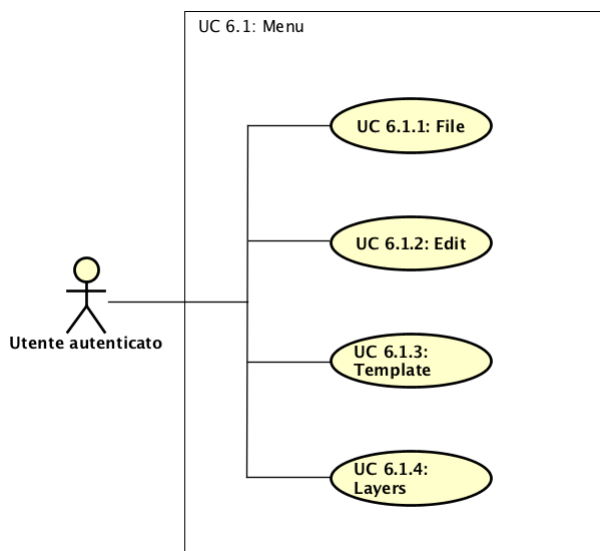 UC 6.1: Menu
UC 6.1.1: File
UC 6.1.2: Edit
Utente autenticato
UC 6.1.3:
Template
UC 6.1.4:
Layers